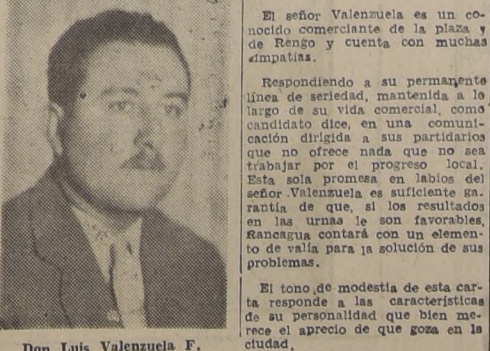 El señor Valenzuela es un co-
nocido comerciante de la plaza y
de Rengo y cuenta con muchas
simpatías.
Respondiendo a su permanente
línea de seriedad, mantenida a lo
largo de su vida comercial, como
candidato dice, en una comuni-
cación dirigida a sus partidarios
que no ofrece nada que no sea
trabajar por el progreso local.
Esta sola promesa en labios del
señor Valenzuela es suficiente ga-
rantía de que, si los resultados
en las urnas le son favorables,
Rancagua contará con un elemen-
to de valía para la solución de sus
problemas.
El tono de modestia de esta car-
ta responde a las características
de su personalidad que bien me-
rece el aprecio de que goza en la
ciudad.
Don Luis Valenzuela F.